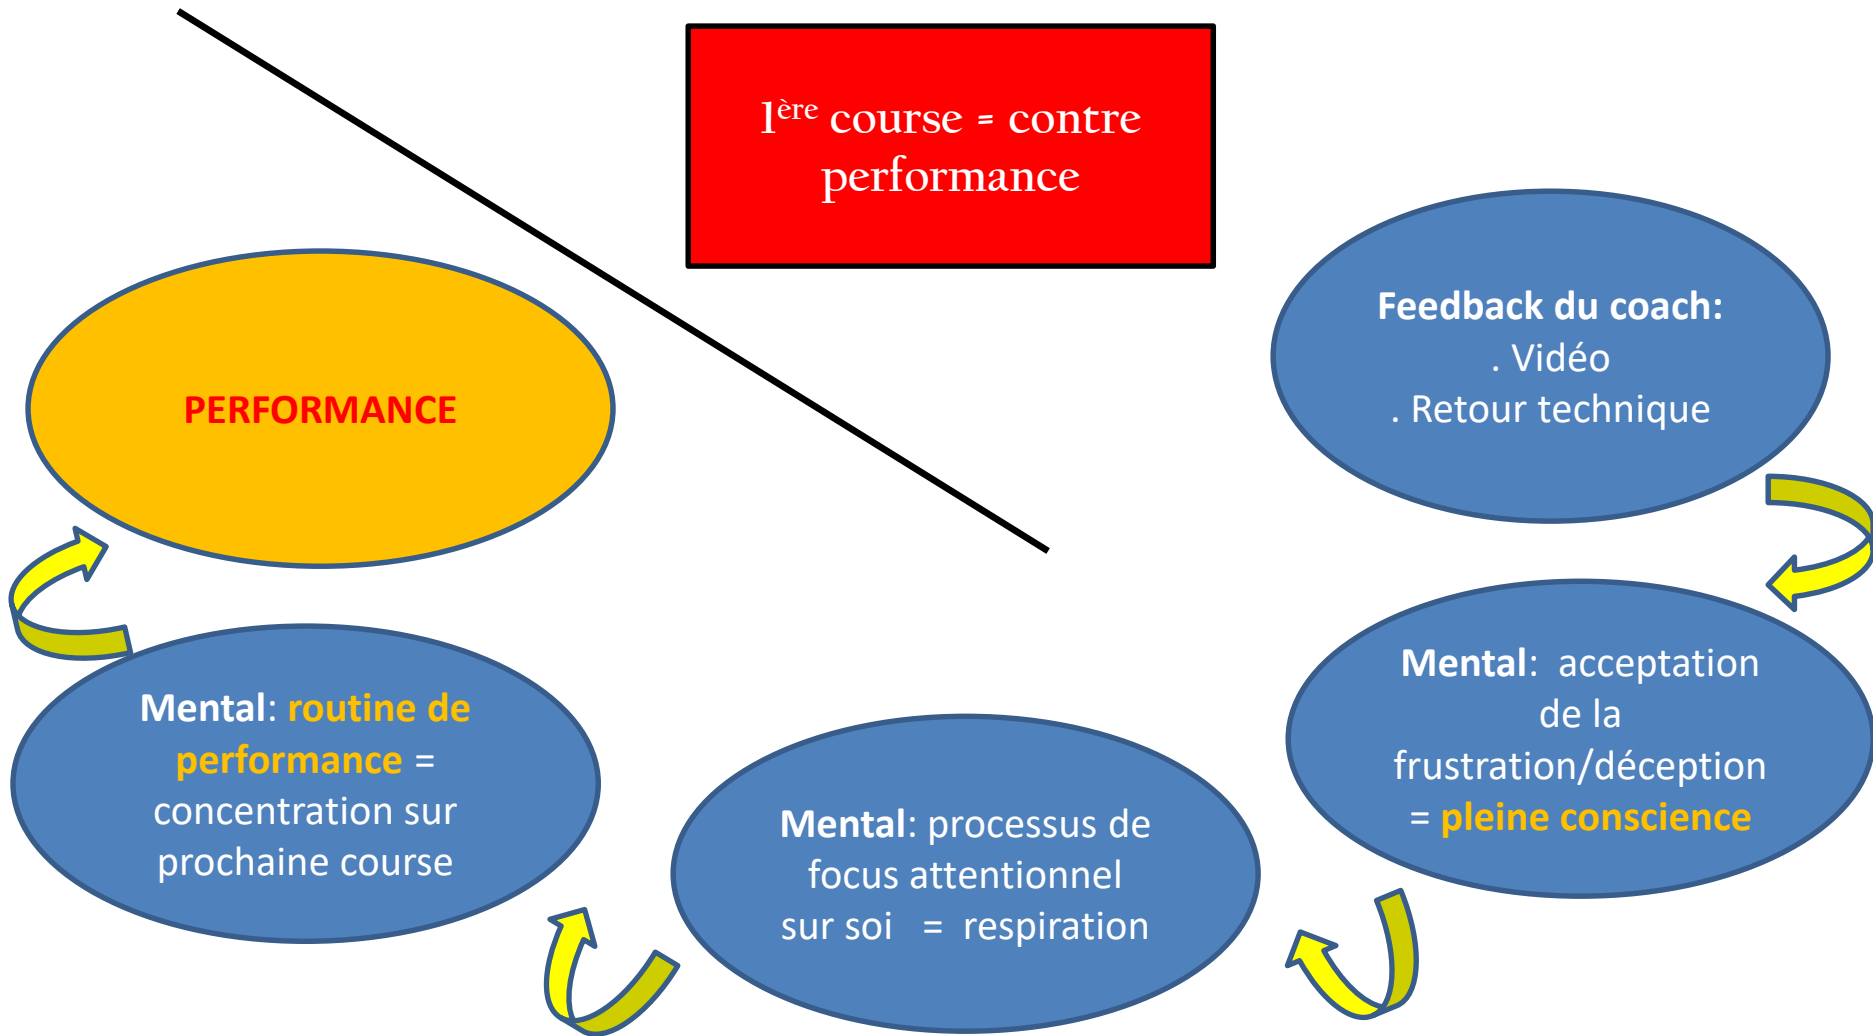 1ère course = contre
performance
Feedback du coach:
. Vidéo
. Retour technique
Mental:  acceptation
de la
frustration/déception
= pleine conscience
Mental: processus de
focus attentionnel
sur soi   =  respiration
Mental: routine de
performance =
concentration sur
prochaine course
PERFORMANCE